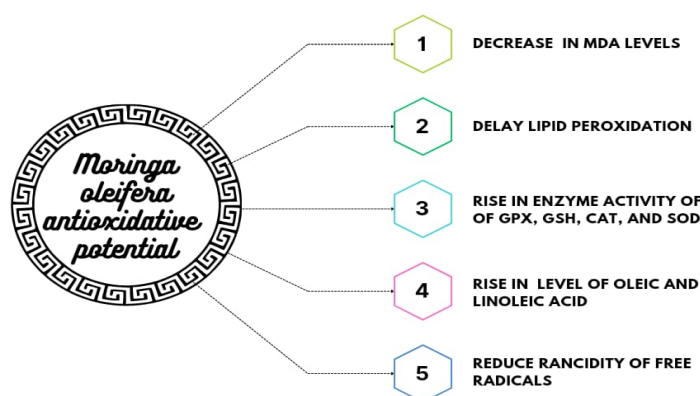 Moringa
oleifera
antioxidative
potential
1
DECREASE IN MDA LEVELS
2
DELAY LIPID PEROXIDATION
3
RISE IN ENZYME ACTIVITY OF
OF GPX, GSH, CAT, AND SOD
4
RISE IN LEVEL OF OLEIC AND
LINOLEIC ACID
5
REDUCE RANCIDITY OF FREE
RADICALS